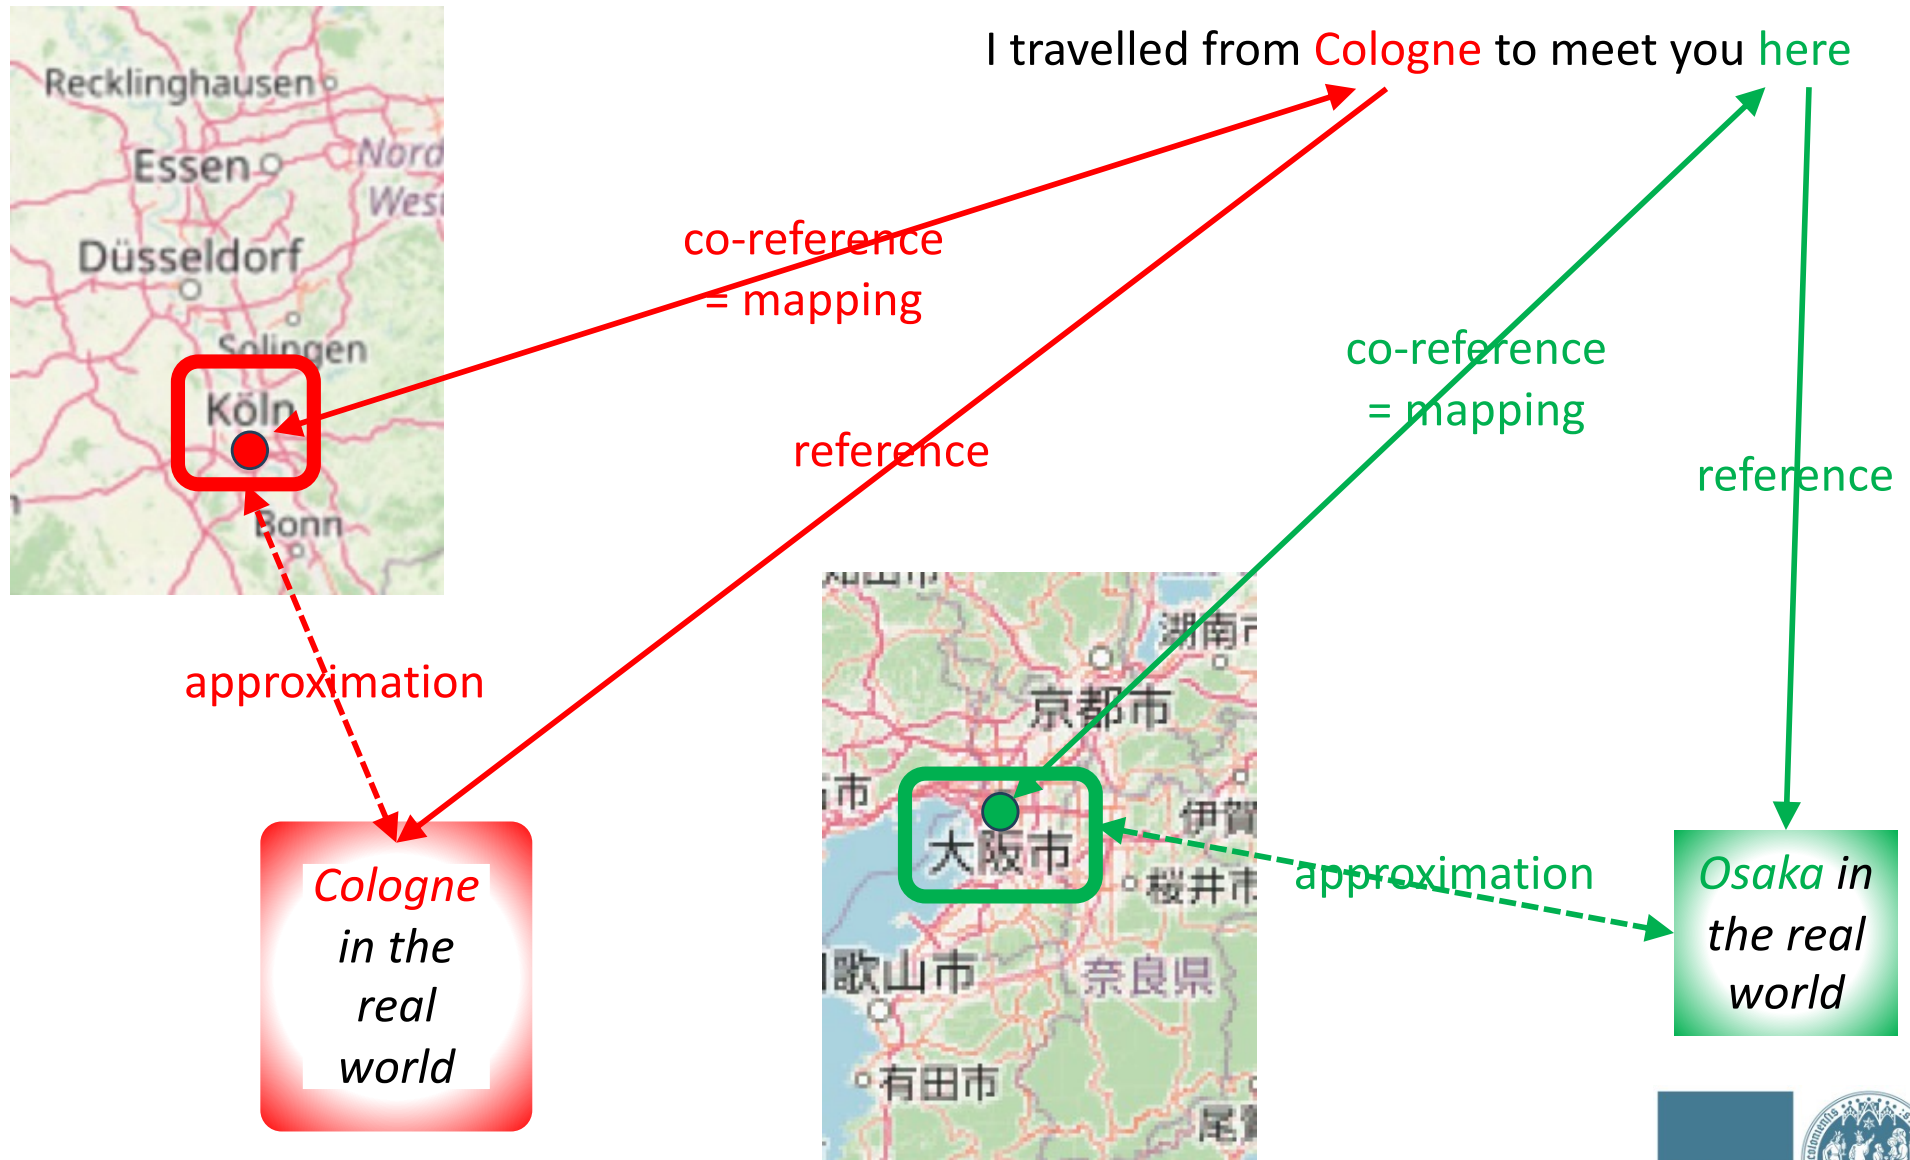 I travelled from Cologne to meet you here
Recklinghausen
Essen
Nord
West
Düsseldorf
Solingen
Köln
Bonn
co-reference
= mapping
reference
co-reference
= mapping
reference
approximation
湖南市
京都市
市
伊賀
大阪市
桜井市
歌山市
奈良県
有田市
尾鷲
approximation
Cologne
in the
real
world
Osaka in
the real
world